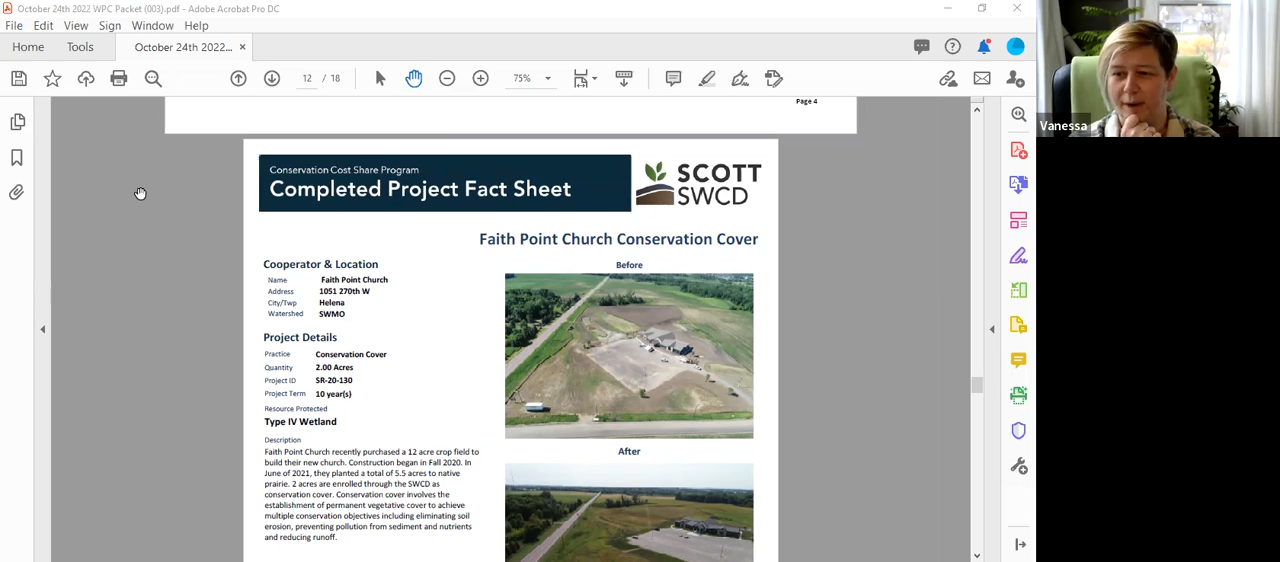 October 24th 2022 WPC Packet (003).pdf - Adobe Acrobat Pro DC
File Edit View Sign Window Help
Home Tools October 24th 2022... ×
12 / 18 75%
Vanessa
Page 4
Conservation Cost Share Program
Completed Project Fact Sheet
SCOTT
SWCD
Faith Point Church Conservation Cover
Cooperator & Location
Name Faith Point Church
Address 1051 270th W
City/Twp Helena
Watershed SWMO
Project Details
Practice Conservation Cover
Quantity 2.00 Acres
Project ID SR-20-130
Project Term 10 year(s)
Resource Protected
Type IV Wetland
Description
Faith Point Church recently purchased a 12 acre crop field to
build their new church. Construction began in Fall 2020. In
June of 2021, they planted a total of 5.5 acres to native
prairie. 2 acres are enrolled through the SWCD as
conservation cover. Conservation cover involves the
establishment of permanent vegetative cover to achieve
multiple conservation objectives including eliminating soil
erosion, preventing pollution from sediment and nutrients
and reducing runoff.
Before
After